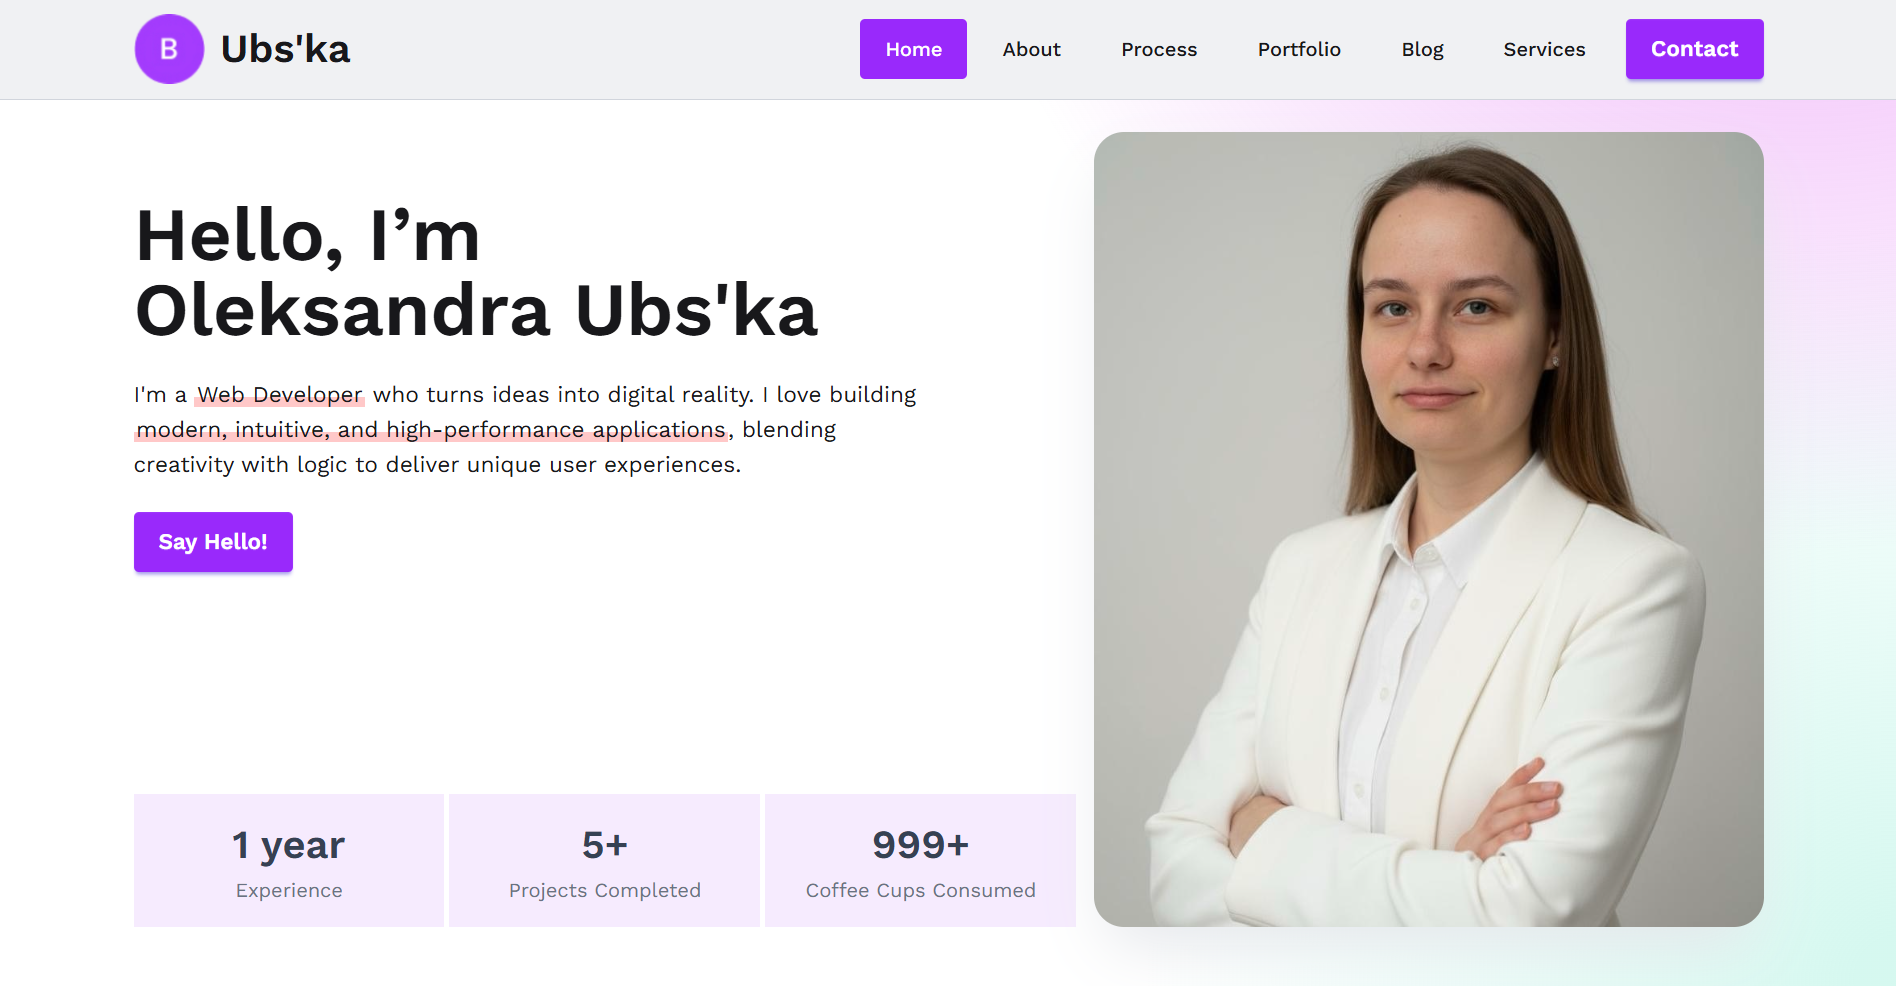 B
Ubs'ka
Home
About
Process
Portfolio
Blog
Services
Contact
Hello, I’m
Oleksandra Ubs'ka
I'm a Web Developer who turns ideas into digital reality. I love building
modern, intuitive, and high-performance applications, blending
creativity with logic to deliver unique user experiences.
Say Hello!
1 year
Experience
5+
Projects Completed
999+
Coffee Cups Consumed